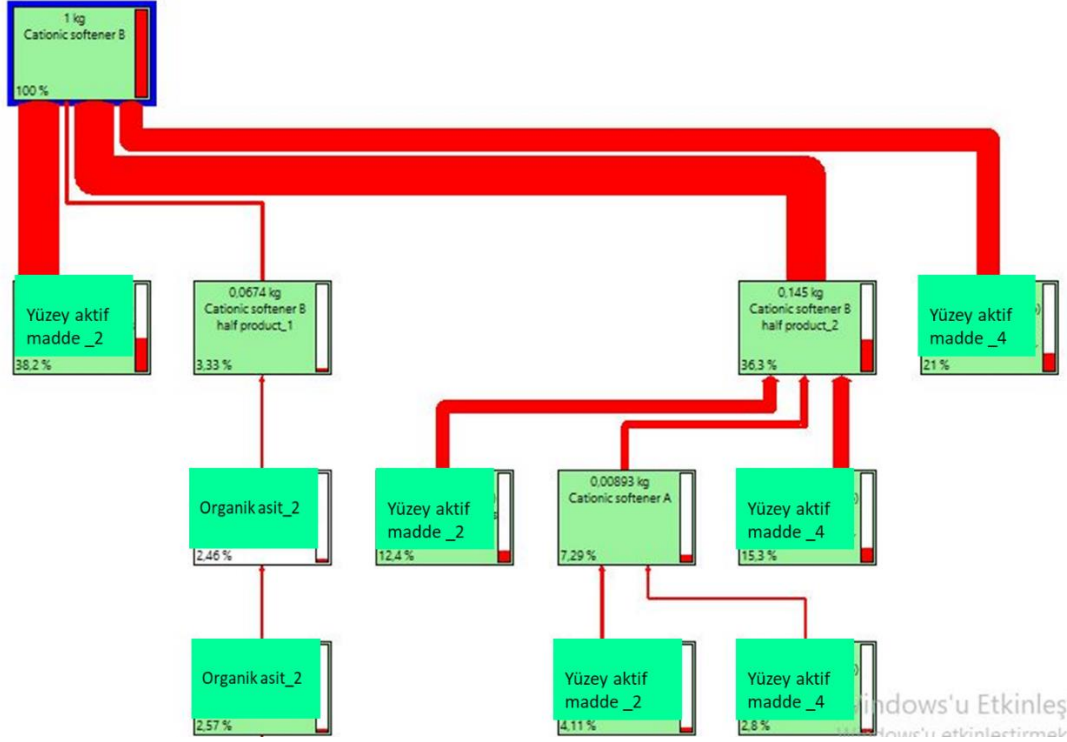 1 kg
Cationic softener B
100 %
Yüzey aktif
madde _2
38,2 %
0,0674 kg
Cationic softener B
half product_1
3,33 %
0,145 kg
Cationic softener B
half product_2
36,3 %
Yüzey aktif
madde _4
21 %
Organik asit_2
2,46 %
Yüzey aktif
madde _2
12,4 %
0,00893 kg
Cationic softener A
7,29 %
Yüzey aktif
madde _4
15,3 %
Organik asit_2
2,57 %
Yüzey aktif
madde _2
4,11 %
Yüzey aktif
madde _4
2,8 %
indows'u Etkinleş
dows'u etkinleştirmek